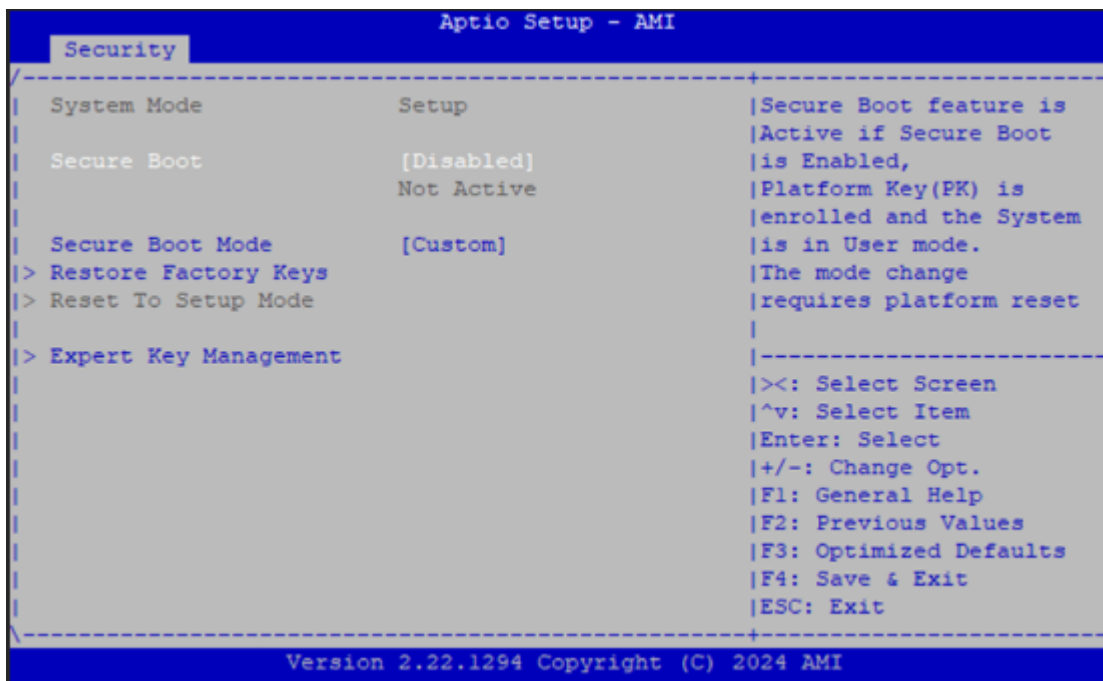 Aptio Setup - AMI
Security
System Mode Setup
Secure Boot [Disabled]
Not Active
Secure Boot Mode [Custom]
> Restore Factory Keys
> Reset To Setup Mode
> Expert Key Management
Secure Boot feature is
Active if Secure Boot
is Enabled,
Platform Key(PK) is
enrolled and the System
is in User mode.
The mode change
requires platform reset
><: Select Screen
^v: Select Item
Enter: Select
+/-: Change Opt.
F1: General Help
F2: Previous Values
F3: Optimized Defaults
F4: Save & Exit
ESC: Exit
Version 2.22.1294 Copyright (C) 2024 AMI